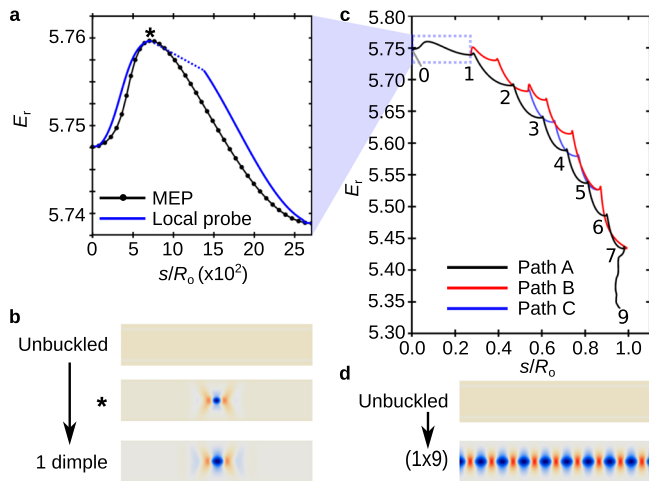 a
5.76
5.75
5.74
E_r
*
MEP
Local probe
0 5 10 15 20 25
s/R_o (x10²)
b
Unbuckled
*
1 dimple
c
5.80
5.75
5.70
5.65
5.60
5.55
5.50
5.45
5.40
5.35
5.30
E_r
0
1
2
3
4
5
6
7
9
Path A
Path B
Path C
0.0 0.2 0.4 0.6 0.8 1.0
s/R_o
d
Unbuckled
(1x9)